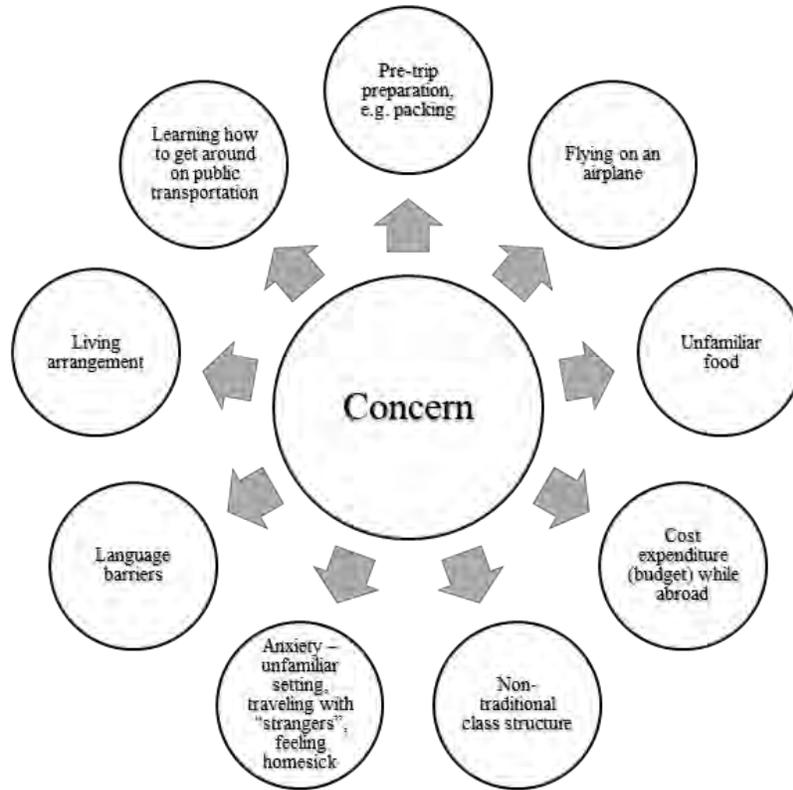 Pre-trip
preparation,
e.g. packing
Learning how
to get around
on public
transportation
Flying on an
airplane
Living
arrangement
Unfamiliar
food
Concern
Language
barriers
Cost
expenditure
(budget) while
abroad
Anxiety –
unfamiliar
setting,
traveling with
“strangers”,
feeling
homesick
Non-
traditional
class structure